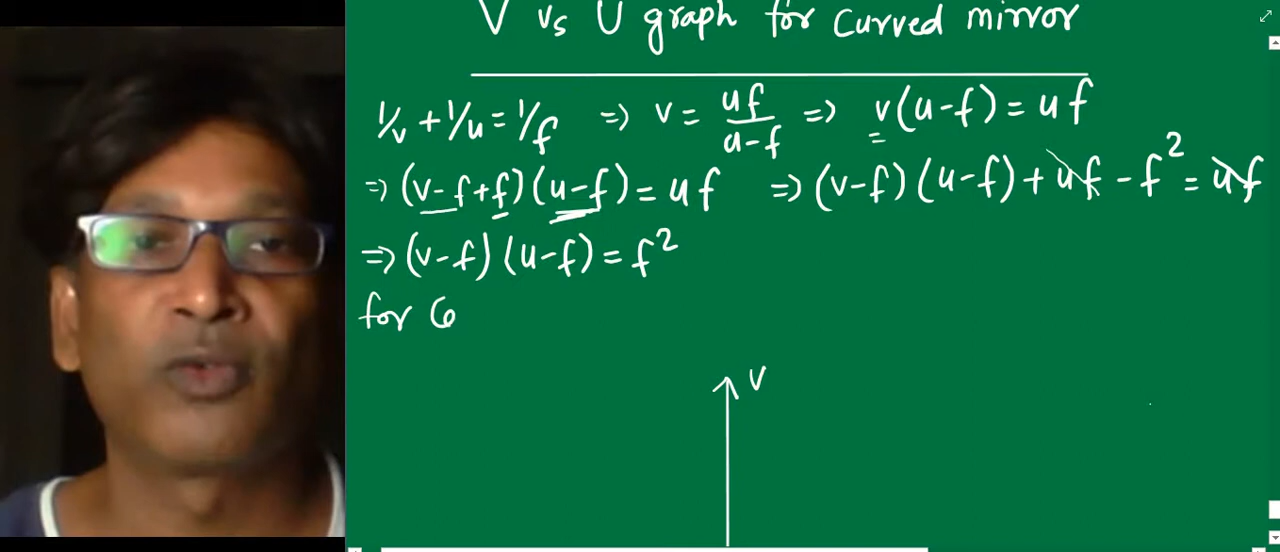 V vs U graph for curved mirror
1/v + 1/u = 1/f ⇒ v = uf/u-f ⇒ v(u-f) = uf
⇒ (v-f+f)(u-f) = uf ⇒ (v-f)(u-f) + uf - f² = uf
⇒ (v-f)(u-f) = f²
for C
V